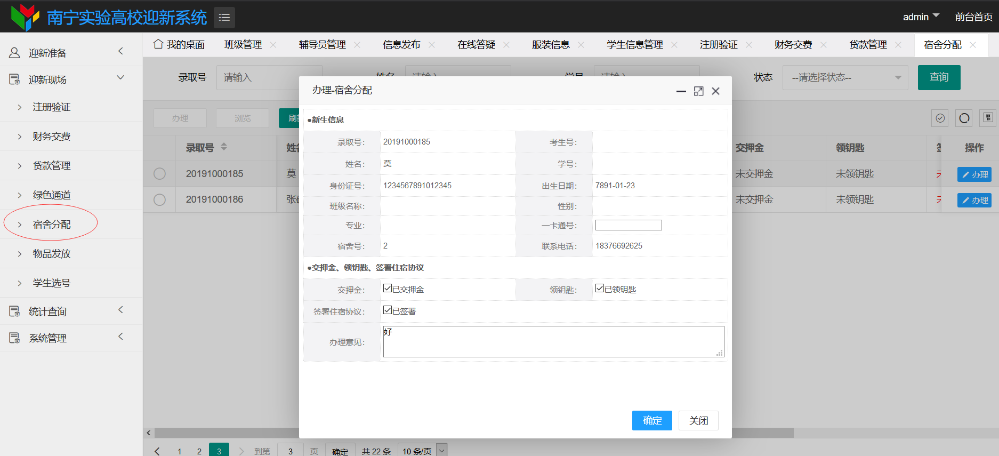 南宁实验高校迎新系统
admin
前台首页
迎新准备
迎新现场
注册验证
财务交费
贷款管理
绿色通道
宿舍分配
物品发放
学生选号
统计查询
系统管理
我的桌面 班级管理 辅导员管理 信息发布 在线答疑 服装信息 学生信息管理 注册验证 财务交费 贷款管理 宿舍分配
录取号 请输入 姓名 请输入 学号 请输入 状态 --请选择状态-- 查询
办理 浏览
录取号 交押金 领钥匙 操作
20191000185 莫 未交押金 未领钥匙 办理
20191000186 未交押金 未领钥匙 办理
办理-宿舍分配
●新生信息
录取号： 20191000185 考生号：
姓名： 莫 学号：
身份证号： 1234567891012345 出生日期： 7891-01-23
班级名称： 性别：
专业： 一卡通号：
宿舍号： 2 联系电话： 18376692625
●交押金、领钥匙、签署住宿协议
交押金： 已交押金 领钥匙： 已领钥匙
签署住宿协议： 已签署
办理意见： 好
确定 关闭
1 2 3 到第 3 页 确定 共 22 条 10 条/页